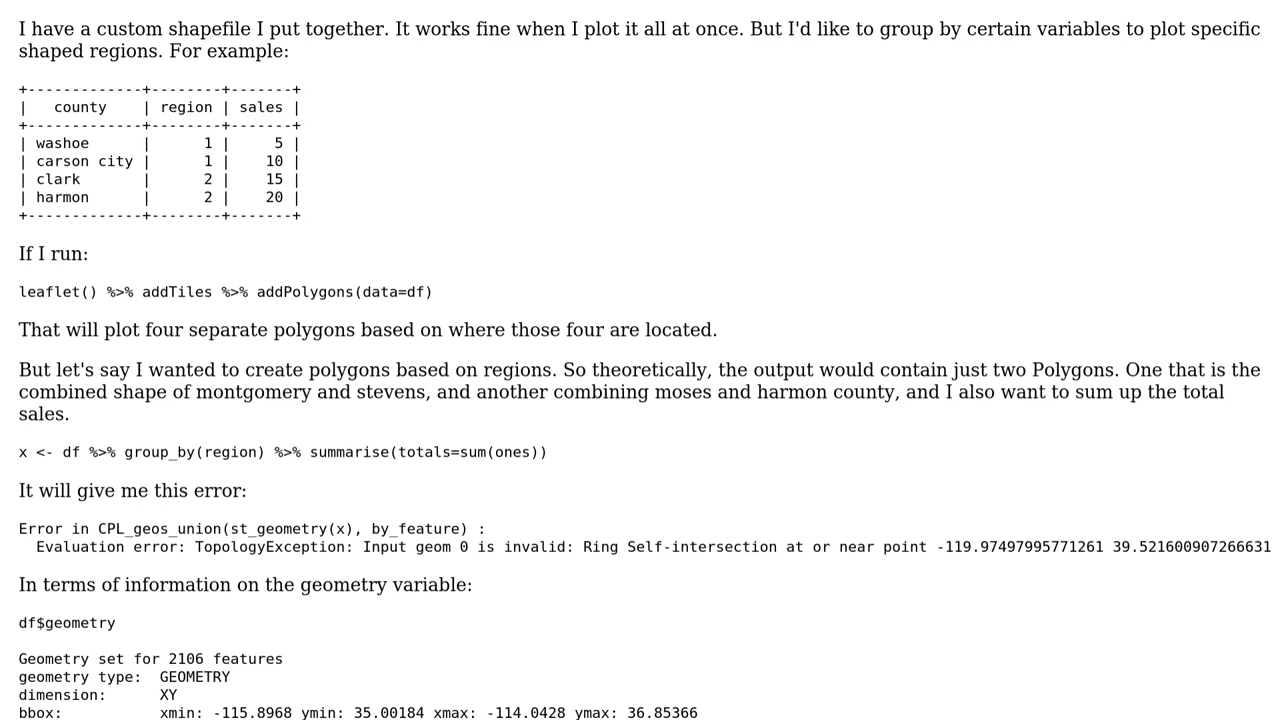 I have a custom shapefile I put together. It works fine when I plot it all at once. But I'd like to group by certain variables to plot specific
shaped regions. For example:
+-------------+--------+-------+
|   county    | region | sales |
+-------------+--------+-------+
| washoe      |      1 |     5 |
| carson city |      1 |    10 |
| clark       |      2 |    15 |
| harmon      |      2 |    20 |
+-------------+--------+-------+
If I run:
leaflet() %>% addTiles %>% addPolygons(data=df)
That will plot four separate polygons based on where those four are located.
But let's say I wanted to create polygons based on regions. So theoretically, the output would contain just two Polygons. One that is the
combined shape of montgomery and stevens, and another combining moses and harmon county, and I also want to sum up the total
sales.
x <- df %>% group_by(region) %>% summarise(totals=sum(ones))
It will give me this error:
Error in CPL_geos_union(st_geometry(x), by_feature) :
  Evaluation error: TopologyException: Input geom 0 is invalid: Ring Self-intersection at or near point -119.97497995771261 39.521600907266631
In terms of information on the geometry variable:
df$geometry
Geometry set for 2106 features
geometry type:  GEOMETRY
dimension:      XY
bbox:           xmin: -115.8968 ymin: 35.00184 xmax: -114.0428 ymax: 36.85366